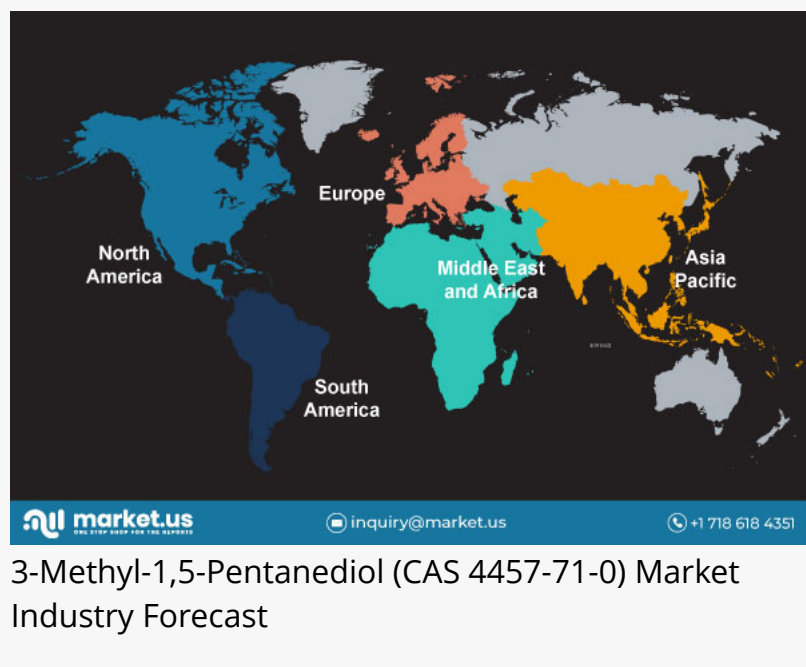 Europe
North
America
Middle East
and Africa
Asia
Pacific
South
America
market.us
ONE STOP SHOP FOR THE REPORTS
inquiry@market.us
+1 718 618 4351
3-Methyl-1,5-Pentanediol (CAS 4457-71-0) Market
Industry Forecast